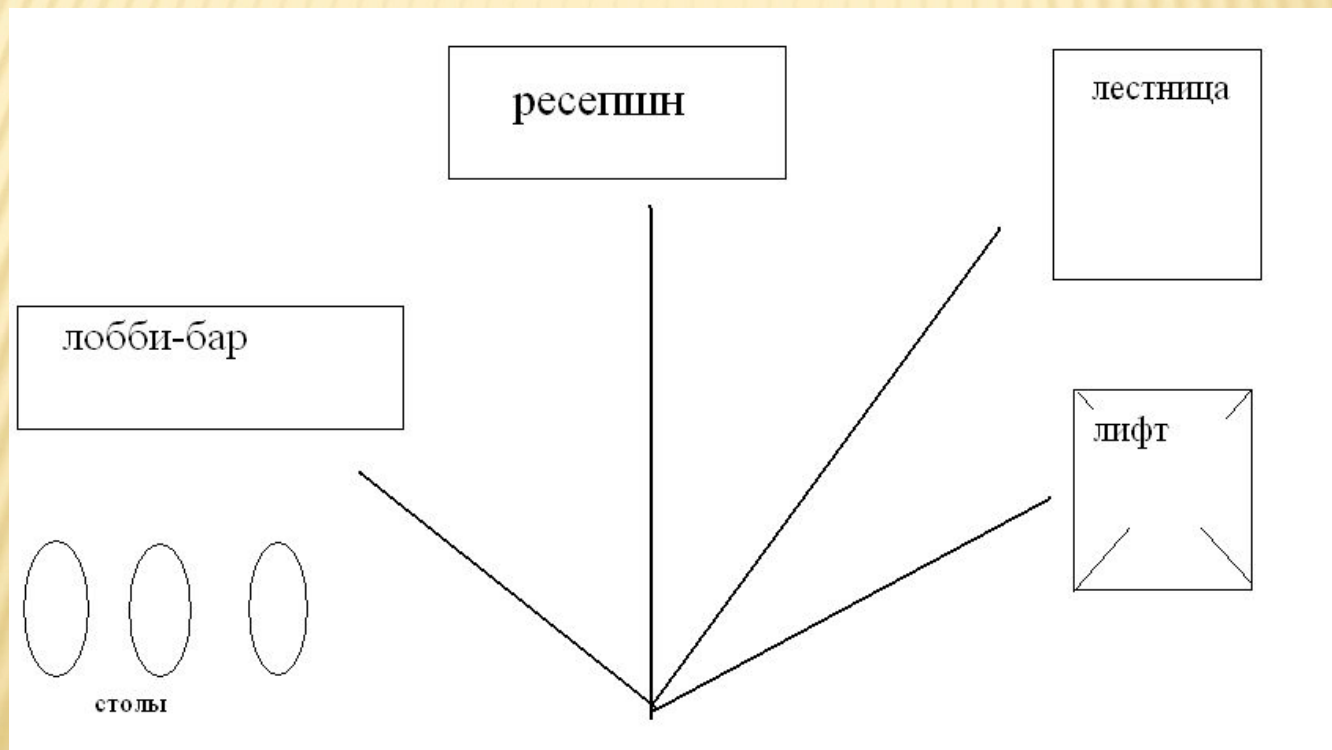 ресепшн
лестница
лобби-бар
лифт
столы